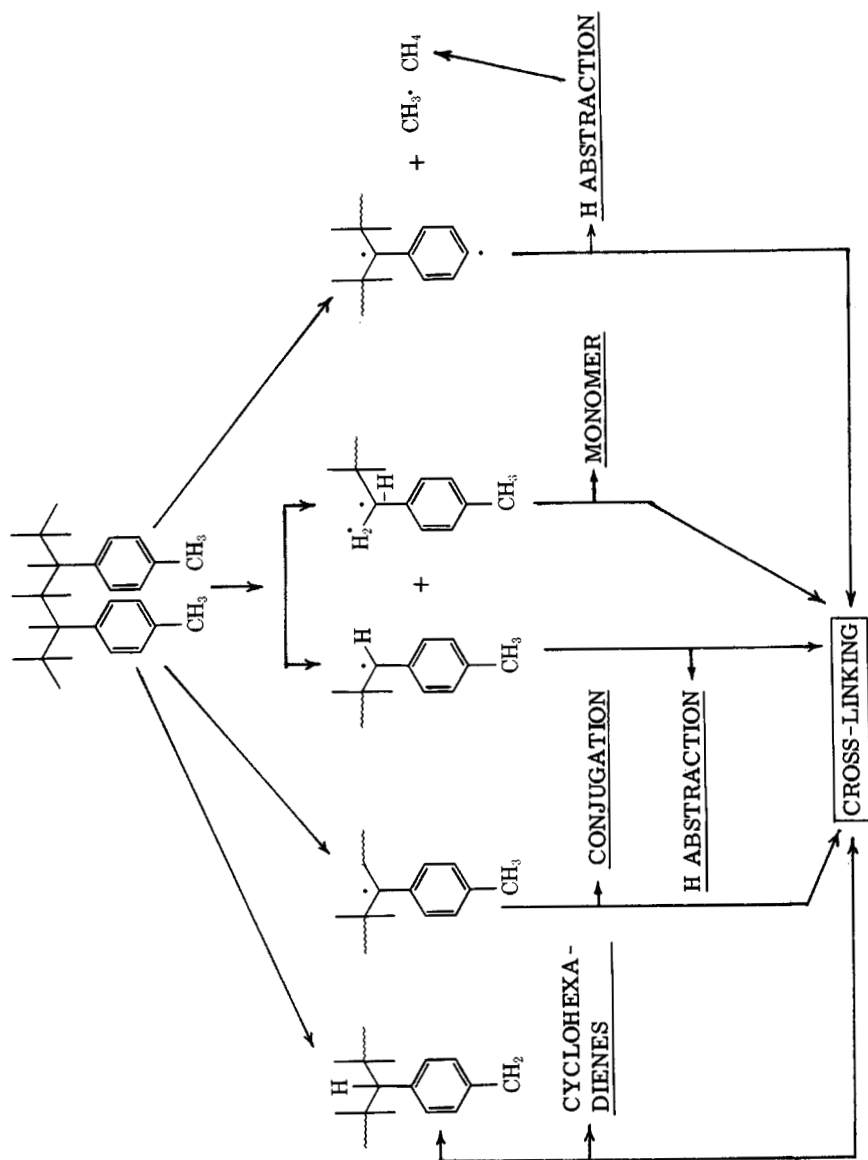 CH₃
CH₃
H
CH₂
CH₃
H
CH₃
+
H₂•
-H
CH₃
+ CH₃• CH₄
CYCLOHEXA-
DIENES
CONJUGATION
H ABSTRACTION
MONOMER
H ABSTRACTION
CROSS-LINKING